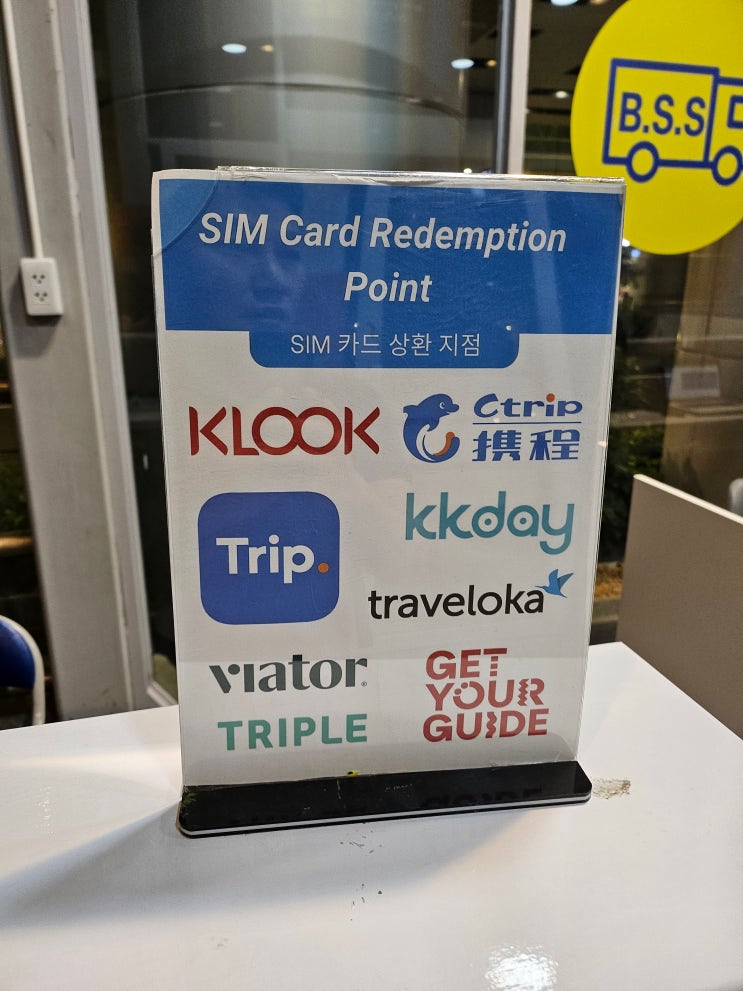 B.S.S
SIM Card Redemption
Point
SIM 카드 상환 지점
KLOOK
Ctrip
携程
Trip.
kkday
traveloka
viator®
TRIPLE
GET
YOUR
GUIDE